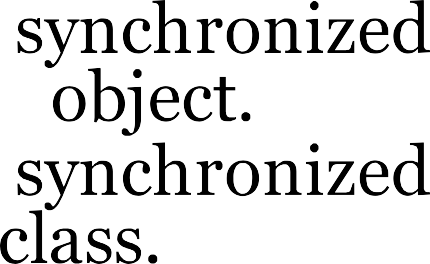 synchronized
object.
synchronized
class.